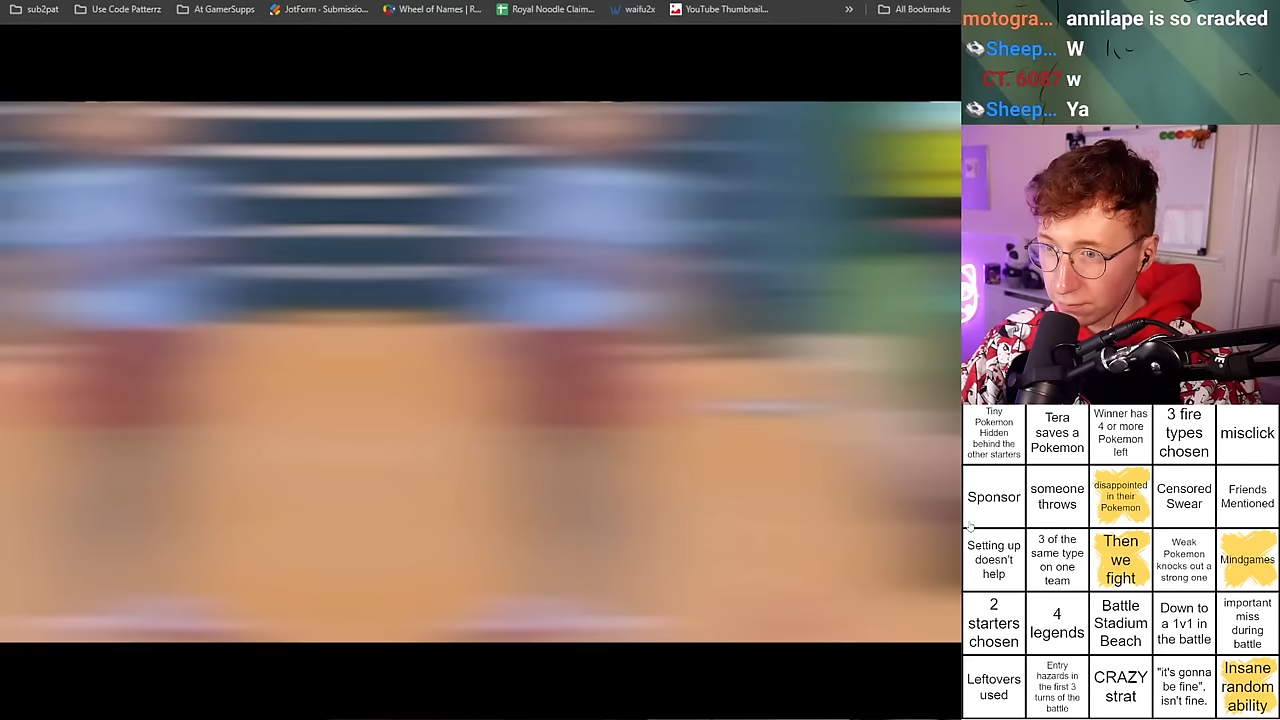 sub2pat
Use Code Patterrz
At GamerSupps
JotForm - Submissio...
Wheel of Names | R...
Royal Noodle Claim...
waifu2x
YouTube Thumbnail...
»
All Bookmarks
motogra... annilape is so cracked
Sheep... W
CT. 6087 w
Sheep... Ya
Tiny
Pokemon
Hidden
behind the
other starters
Tera
saves a
Pokemon
Winner has
4 or more
Pokemon
left
3 fire
types
chosen
misclick
Sponsor
someone
throws
disappointed
in their
Pokemon
Censored
Swear
Friends
Mentioned
Setting up
doesn't
help
3 of the
same type
on one
team
Then
we
fight
Weak
Pokemon
knocks out a
strong one
Mindgames
2
starters
chosen
4
legends
Battle
Stadium
Beach
Down to
a 1v1 in
the battle
important
miss
during
battle
Leftovers
used
Entry
hazards in
the first 3
turns of the
battle
CRAZY
strat
"it's gonna
be fine",
isn't fine.
Insane
random
ability